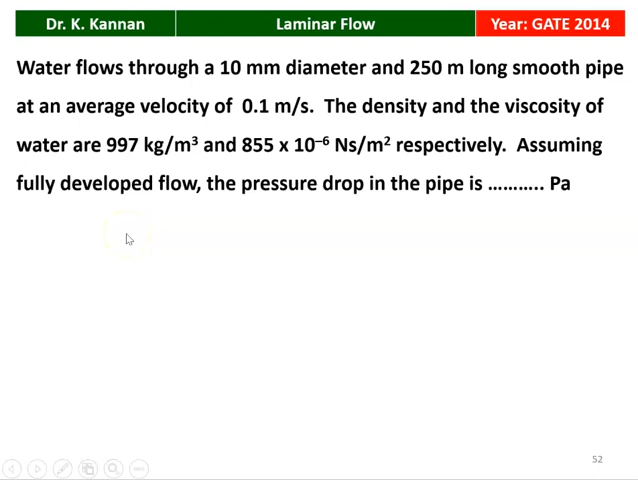 Dr. K. Kannan Laminar Flow Year: GATE 2014
Water flows through a 10 mm diameter and 250 m long smooth pipe
at an average velocity of 0.1 m/s. The density and the viscosity of
water are 997 kg/m³ and 855 x 10⁻⁶ Ns/m² respectively. Assuming
fully developed flow, the pressure drop in the pipe is ……….. Pa
52